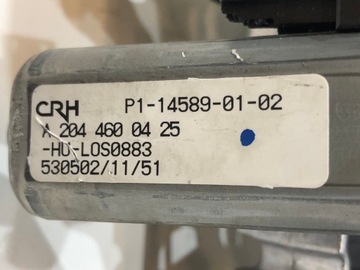 CRH P1-14589-01-02
A 204 460 04 25
-HU-LOS0883
530502/11/51